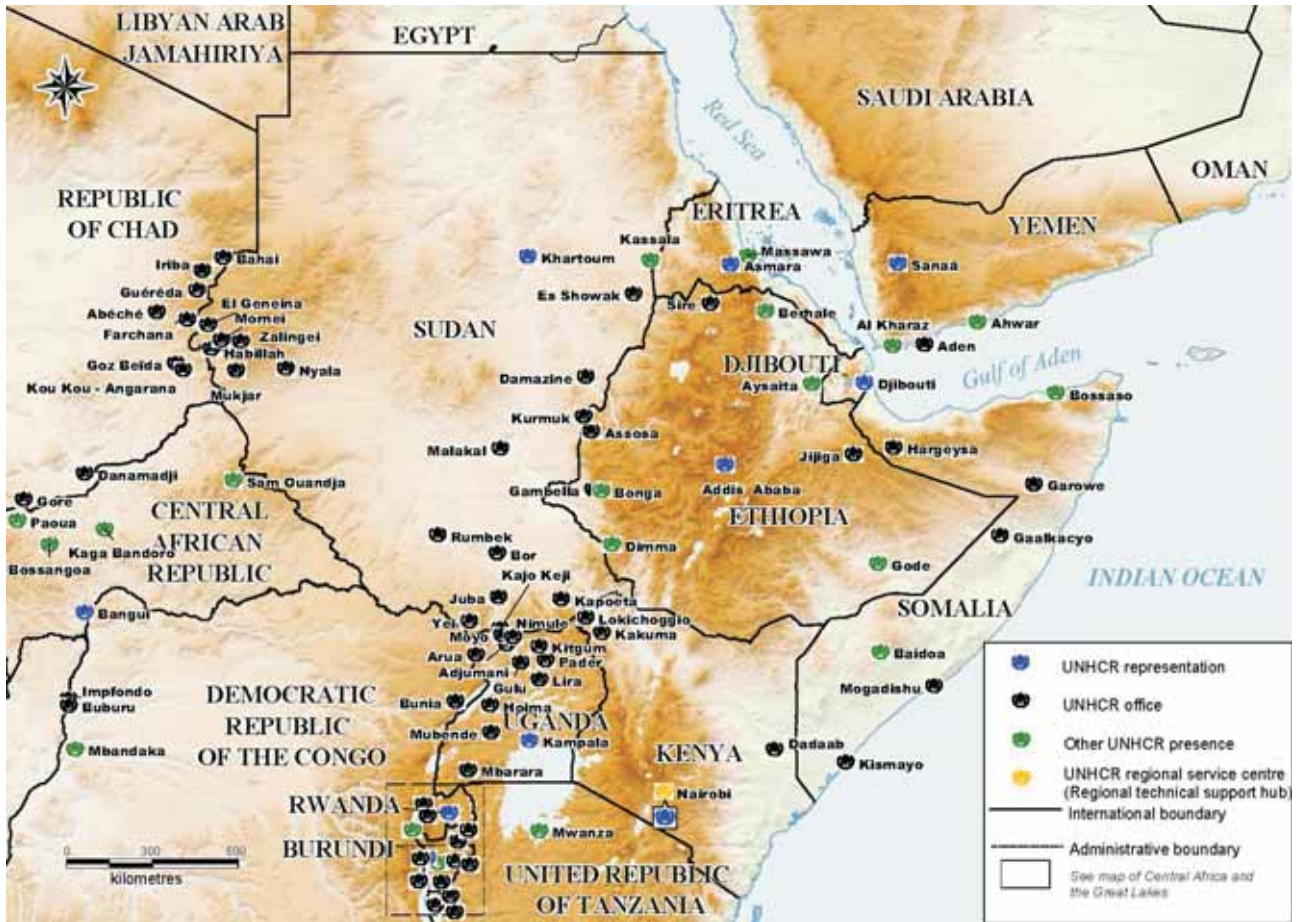 LIBYAN ARAB
JAMAHIRIYA
EGYPT
SAUDI ARABIA
Red Sea
OMAN
REPUBLIC
OF CHAD
ERITREA
YEMEN
Kassala
Massawa
Asmara
Khartoum
Sanaá
Bahai
Iriba
Guéréda
Es Showak
Sire
Berhale
El Geneina
Abéché
Mornei
Al Kharaz
Ahwar
Farchana
Zalingei
SUDAN
Aden
Habillah
DJIBOUTI
Gulf of Aden
Goz Beïda
Nyala
Damazine
Aysaita
Djibouti
Kou Kou - Angarana
Mukjar
Bossaso
Kurmuk
Assosa
Malakal
Jijiga
Hargeysa
Danamadji
Sam Ouandja
Gambella
Bonga
Addis Ababa
Garowe
Gore
Paoua
CENTRAL
AFRICAN
REPUBLIC
ETHIOPIA
Kaga Bandoro
Bossangoa
Rumbek
Bor
Dimma
Gaalkacyo
Gode
Kajo Keji
INDIAN OCEAN
Juba
Kapoeta
SOMALIA
Bangui
Yei
Nimule
Lokichoggio
Moyo
Kakuma
Arua
Kitgum
Pader
Baidoa
Adjumani
Lira
Gulu
Mogadishu
Impfondo
Buburu
DEMOCRATIC
REPUBLIC
OF THE CONGO
Bunia
Hoima
UGANDA
Mubende
Kampala
Mbandaka
KENYA
Dadaab
Kismayo
Mbarara
Nairobi
RWANDA
BURUNDI
Mwanza
UNITED REPUBLIC
OF TANZANIA
0 300 600
kilometres
UNHCR representation
UNHCR office
Other UNHCR presence
UNHCR regional service centre
(Regional technical support hub)
International boundary
Administrative boundary
See map of Central Africa and
the Great Lakes